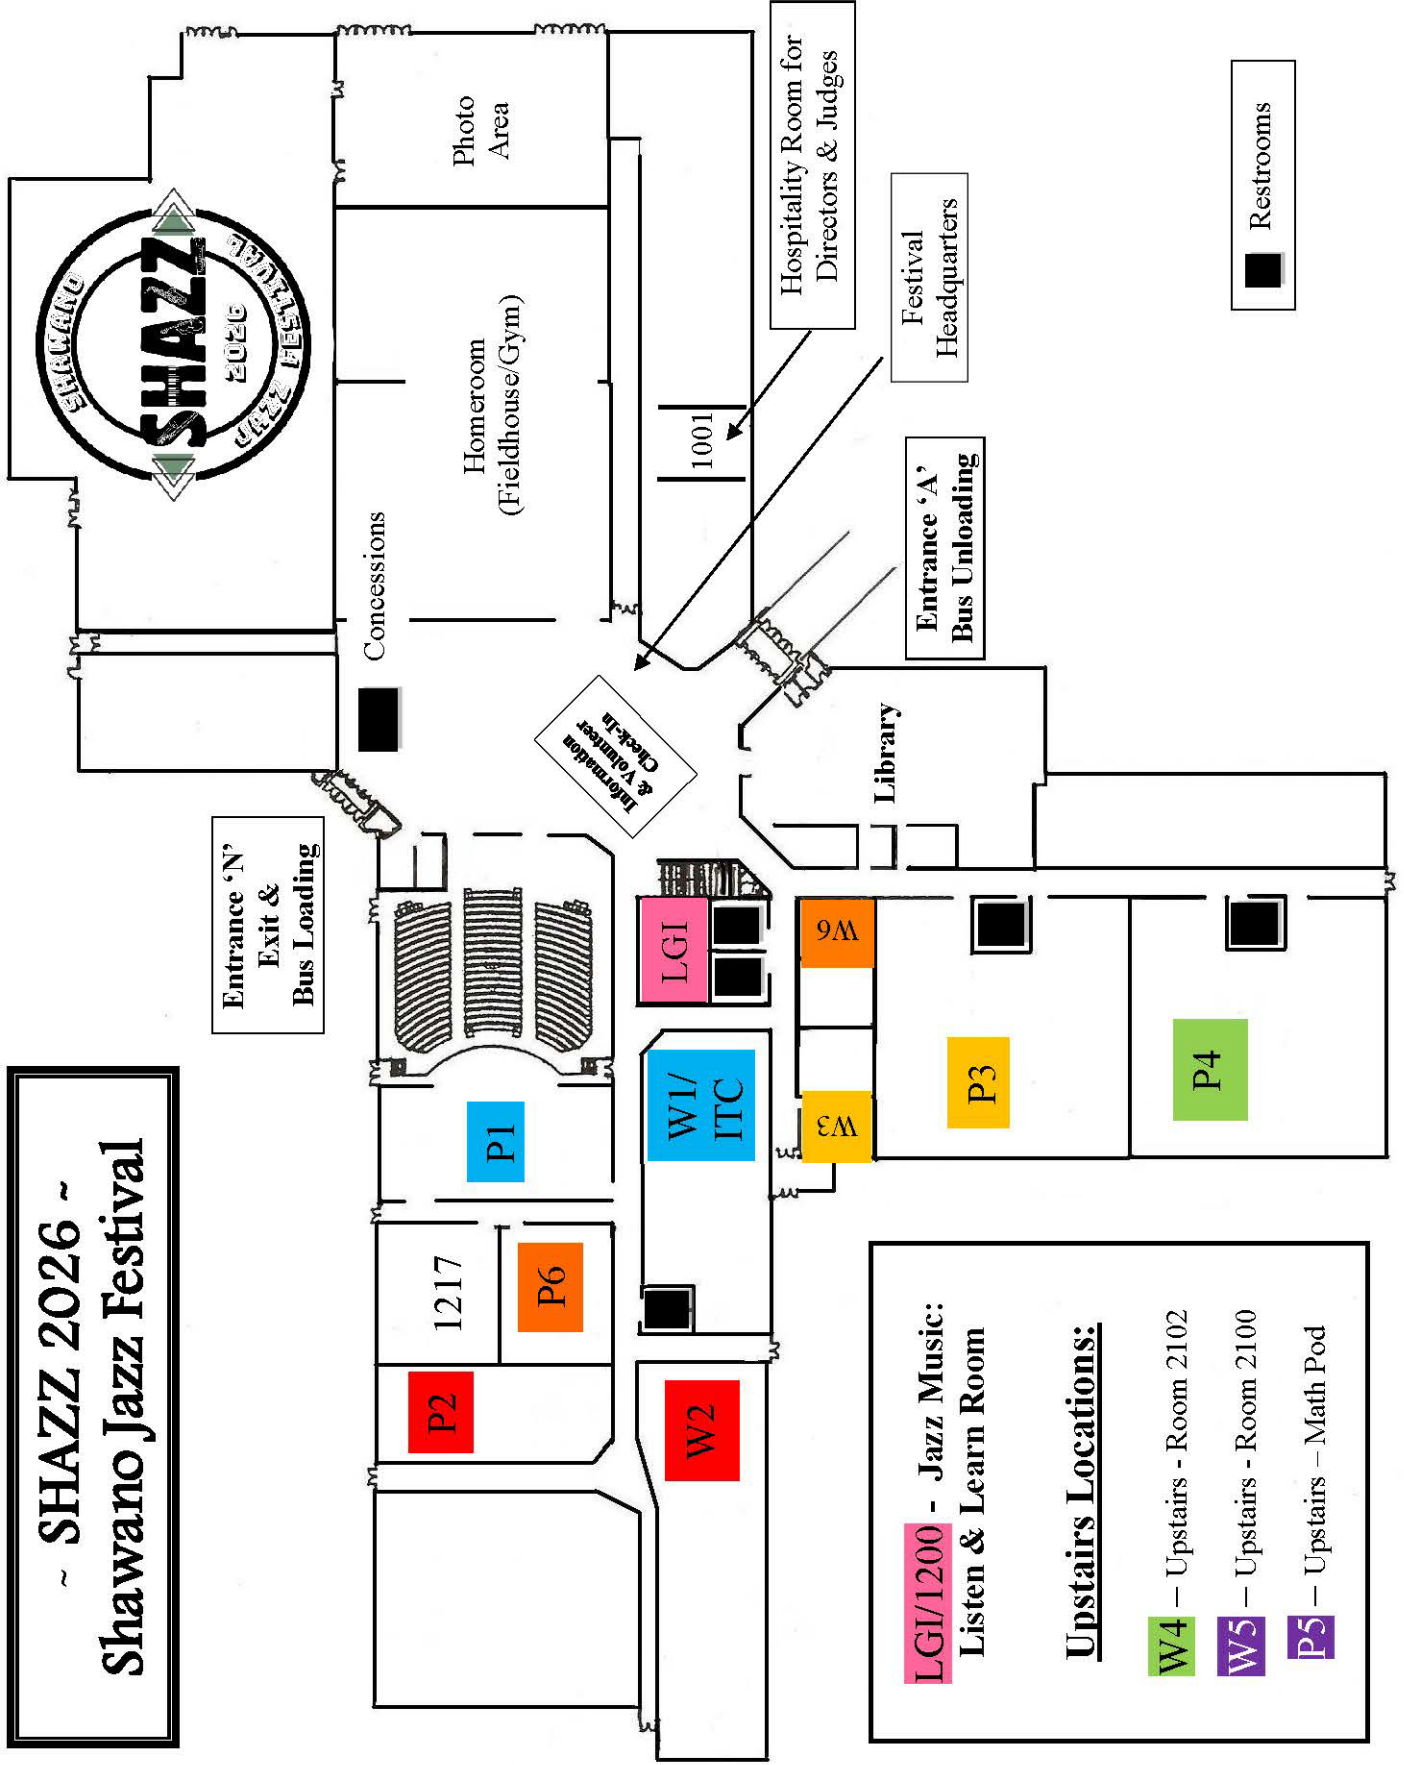 ~ SHAZZ 2026 ~
Shawano Jazz Festival
Entrance ‘N’
Exit &
Bus Loading
SHAWANO
SHAZZ
2026
JAZZ FESTIVAL
Concessions
Homeroom
(Fieldhouse/Gym)
Photo
Area
P2
1217
P6
P1
Information
& Volunteer
Check-In
W2
W1/
ITC
LGI
1001
Hospitality Room for
Directors & Judges
Festival
Headquarters
Entrance ‘A’
Bus Unloading
W3
W6
Library
P3
P4
LGI/1200 - Jazz Music:
Listen & Learn Room
Upstairs Locations:
W4 – Upstairs - Room 2102
W5 – Upstairs - Room 2100
P5 – Upstairs – Math Pod
Restrooms